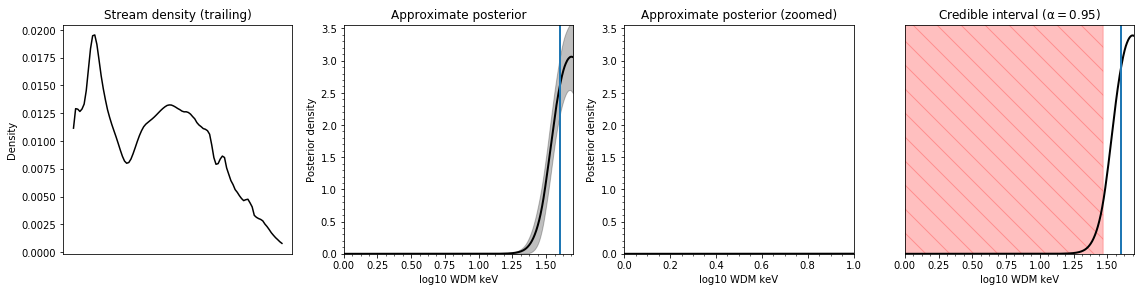 Stream density (trailing)
Density
0.0200
0.0175
0.0150
0.0125
0.0100
0.0075
0.0050
0.0025
0.0000
Approximate posterior
Posterior density
3.5
3.0
2.5
2.0
1.5
1.0
0.5
0.0
0.00 0.25 0.50 0.75 1.00 1.25 1.50
log10 WDM keV
Approximate posterior (zoomed)
Posterior density
3.5
3.0
2.5
2.0
1.5
1.0
0.5
0.0
0.0 0.2 0.4 0.6 0.8 1.0
log10 WDM keV
Credible interval (α = 0.95)
0.00 0.25 0.50 0.75 1.00 1.25 1.50
log10 WDM keV